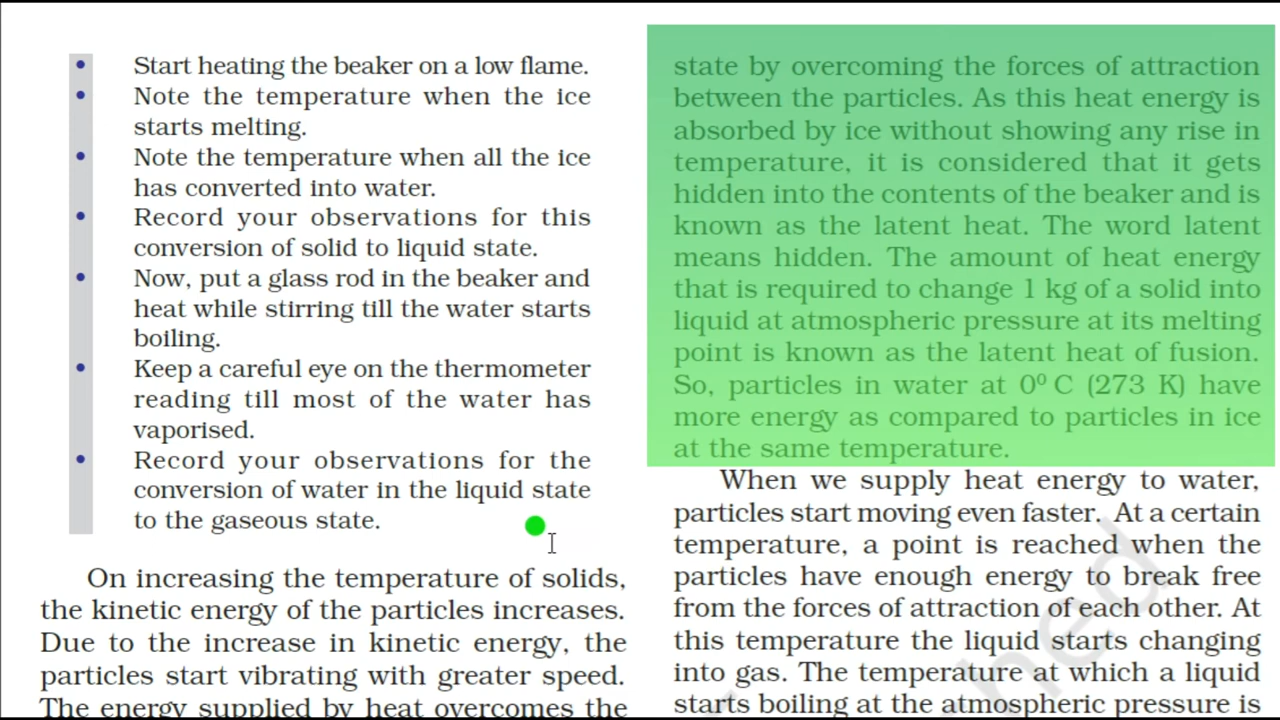 • Start heating the beaker on a low flame.
• Note the temperature when the ice
starts melting.
• Note the temperature when all the ice
has converted into water.
• Record your observations for this
conversion of solid to liquid state.
• Now, put a glass rod in the beaker and
heat while stirring till the water starts
boiling.
• Keep a careful eye on the thermometer
reading till most of the water has
vaporised.
• Record your observations for the
conversion of water in the liquid state
to the gaseous state.
On increasing the temperature of solids,
the kinetic energy of the particles increases.
Due to the increase in kinetic energy, the
particles start vibrating with greater speed.
The energy supplied by heat overcomes the
state by overcoming the forces of attraction
between the particles. As this heat energy is
absorbed by ice without showing any rise in
temperature, it is considered that it gets
hidden into the contents of the beaker and is
known as the latent heat. The word latent
means hidden. The amount of heat energy
that is required to change 1 kg of a solid into
liquid at atmospheric pressure at its melting
point is known as the latent heat of fusion.
So, particles in water at 0⁰ C (273 K) have
more energy as compared to particles in ice
at the same temperature.
When we supply heat energy to water,
particles start moving even faster. At a certain
temperature, a point is reached when the
particles have enough energy to break free
from the forces of attraction of each other. At
this temperature the liquid starts changing
into gas. The temperature at which a liquid
starts boiling at the atmospheric pressure is